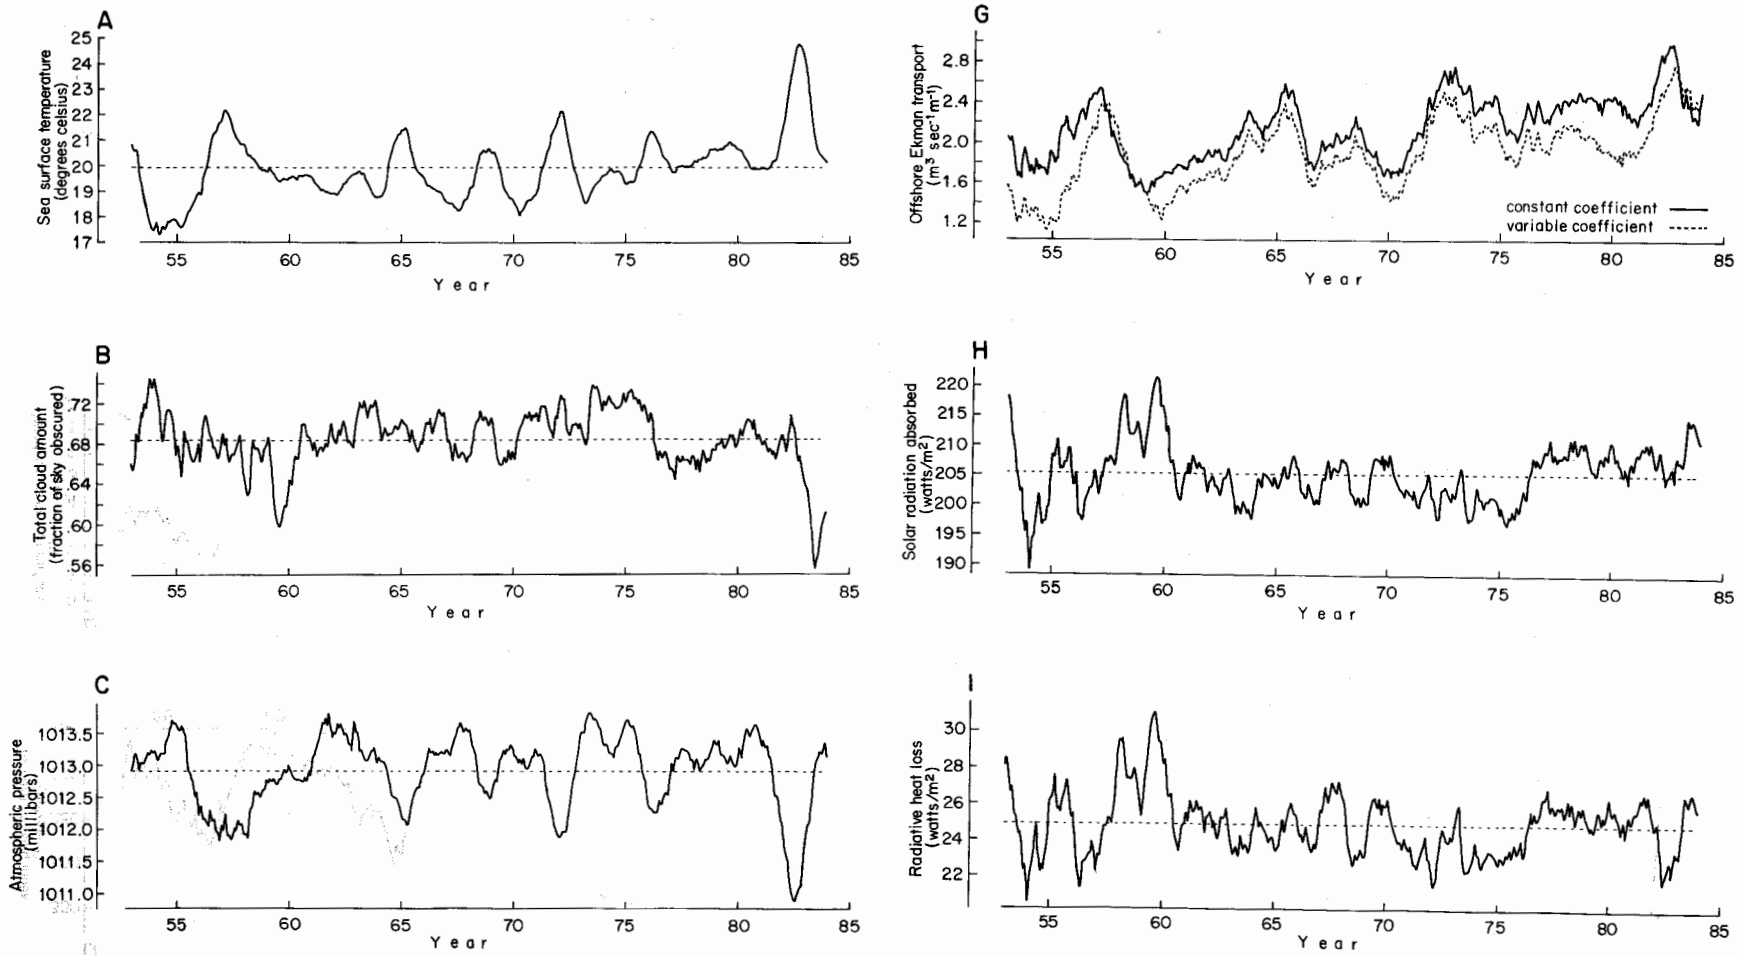 A
Sea surface temperature
(degrees celsius)
25
24
23
22
21
20
19
18
17
55 60 65 70 75 80 85
Year
B
Total cloud amount
(fraction of sky obscured)
.72
.68
.64
.60
.56
55 60 65 70 75 80 85
Year
C
Atmospheric pressure
(millibars)
1013.5
1013.0
1012.5
1012.0
1011.5
1011.0
55 60 65 70 75 80 85
Year
G
Offshore Ekman transport
(m³ sec⁻¹m⁻¹)
2.8
2.4
2.0
1.6
1.2
constant coefficient
variable coefficient
55 60 65 70 75 80 85
Year
H
Solar radiation absorbed
(watts/m²)
220
215
210
205
200
195
190
55 60 65 70 75 80 85
Year
I
Radiative heat loss
(watts/m²)
30
28
26
24
22
55 60 65 70 75 80 85
Year